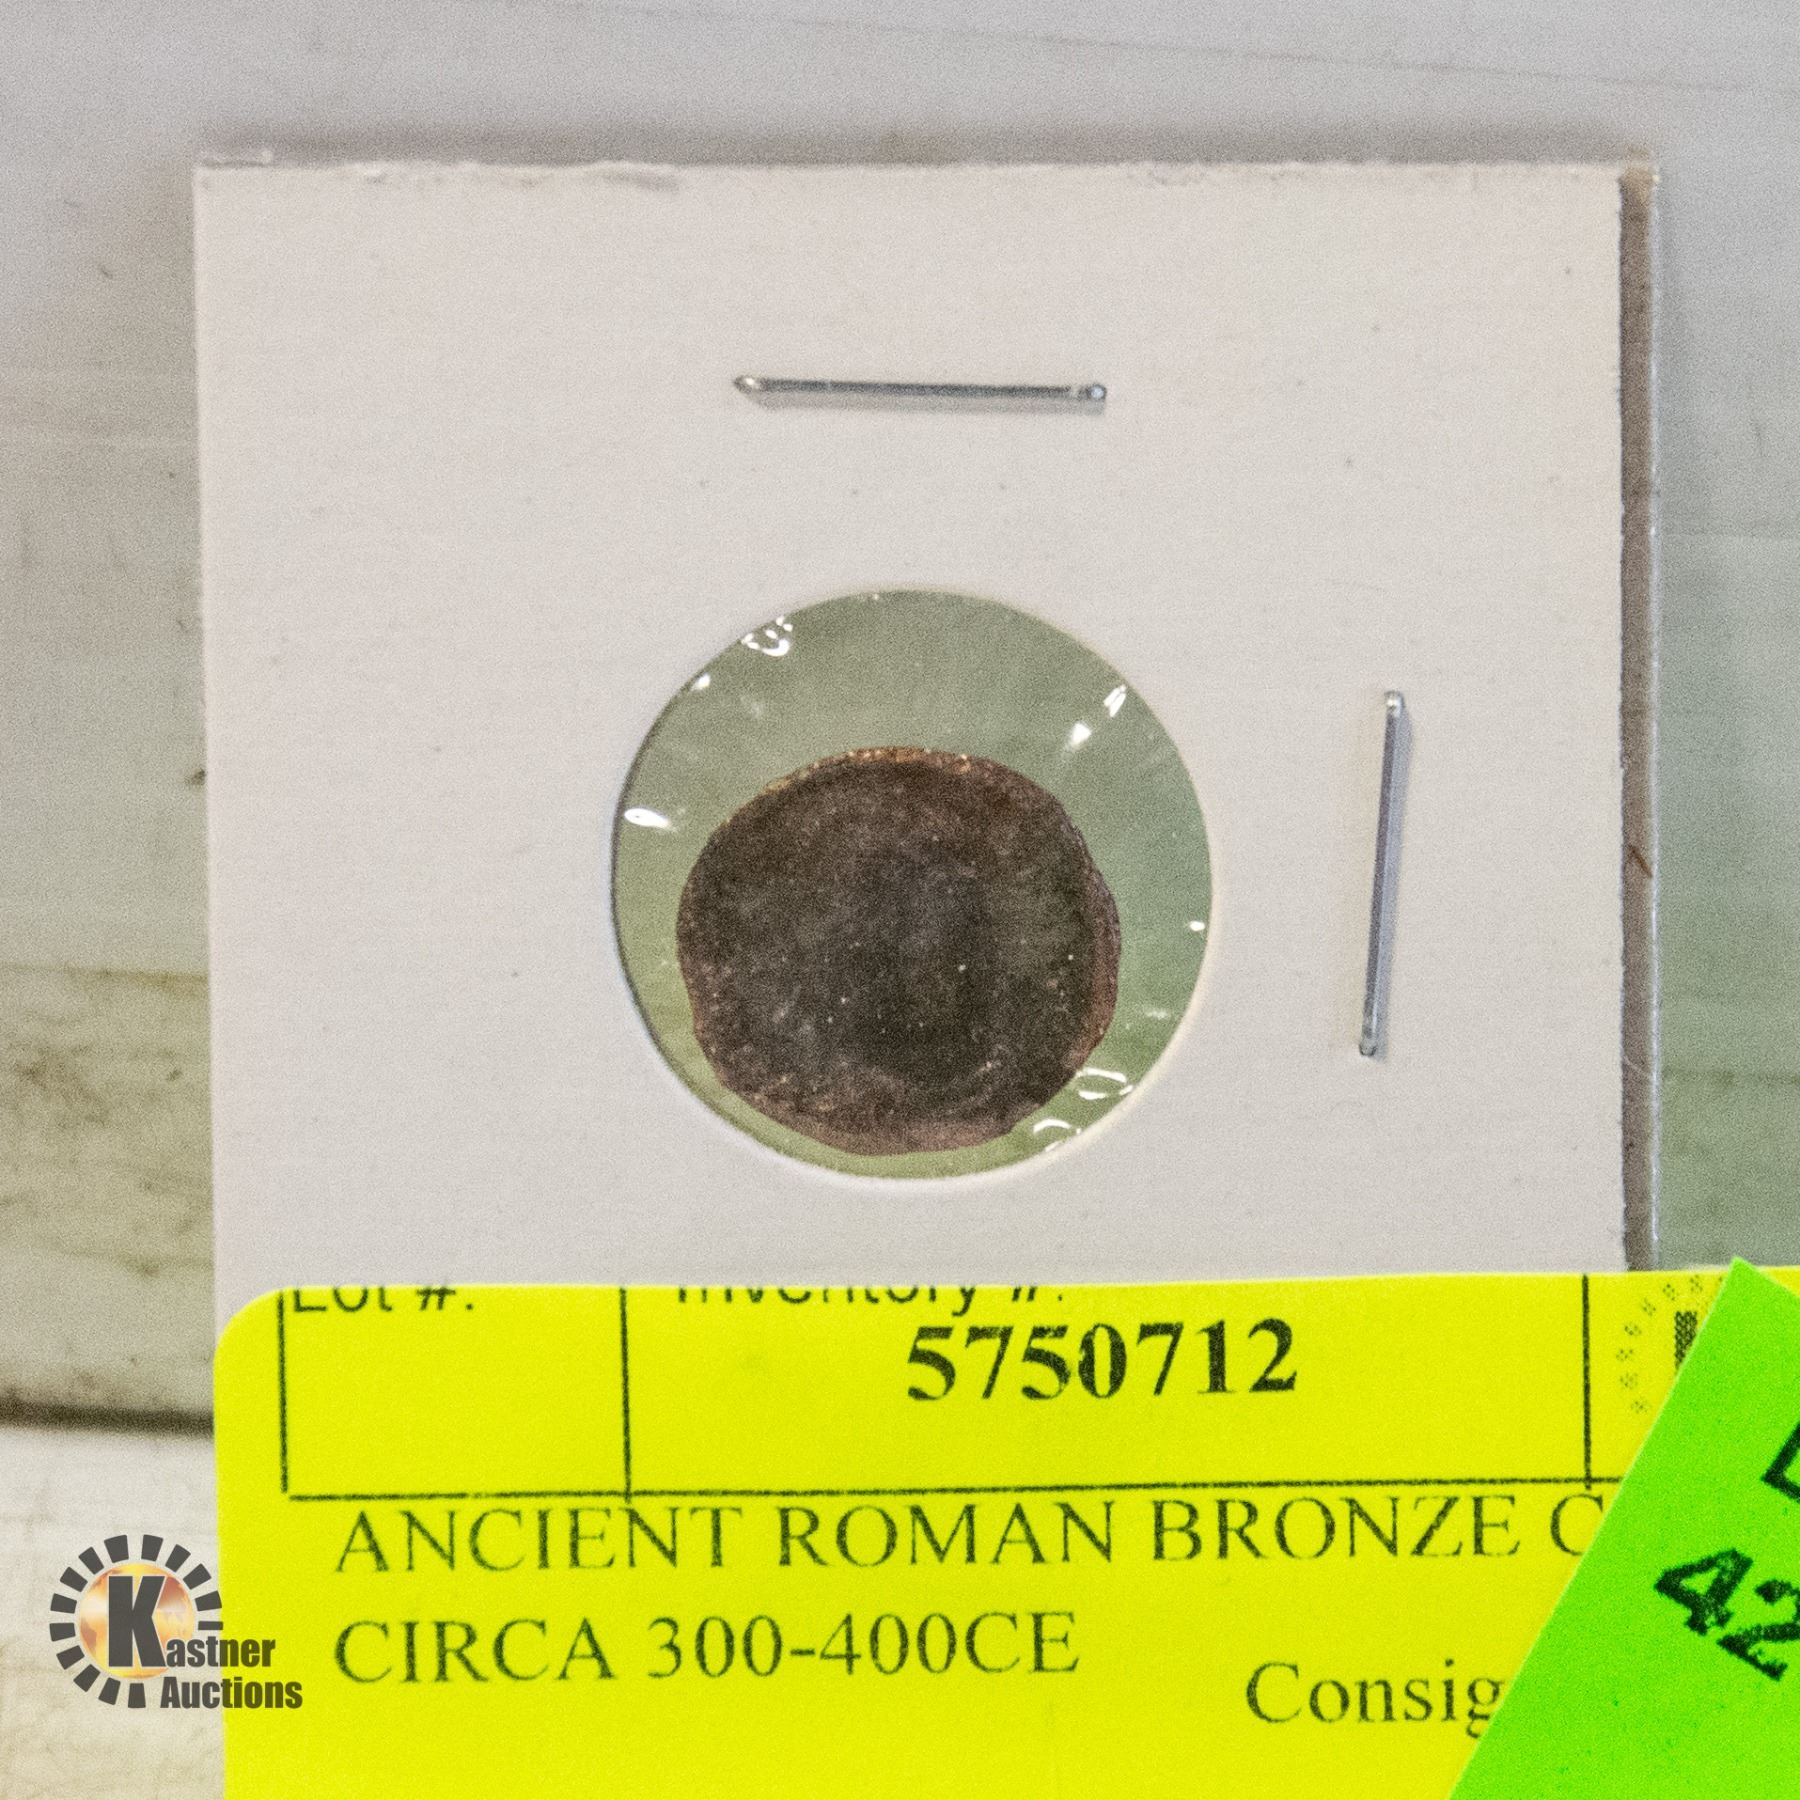 Lot #: Inventory #:
5750712
ANCIENT ROMAN BRONZE C
CIRCA 300-400CE
Consig
42
Kastner
Auctions